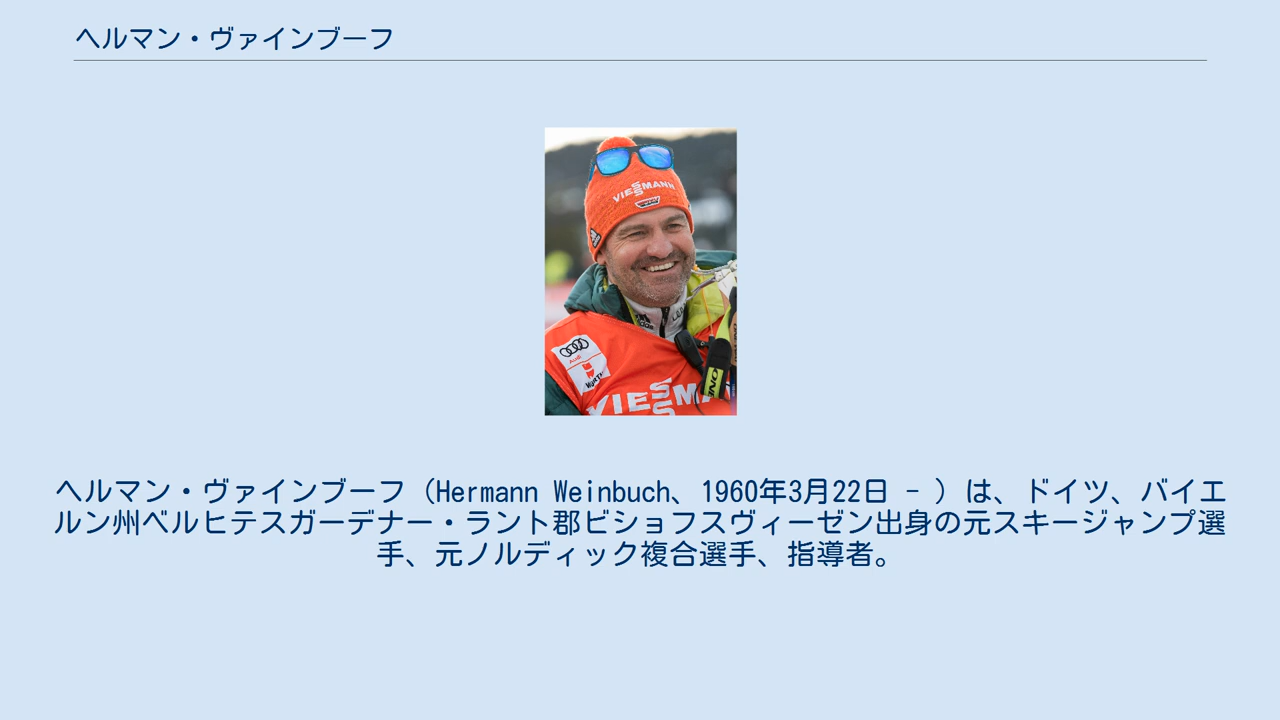 ヘルマン・ヴァインブーフ
VIESSMANN
Audi
VIESSMA
ヘルマン・ヴァインブーフ（Hermann Weinbuch、1960年3月22日 - ）は、ドイツ、バイエ
ルン州ベルヒテスガーデナー・ラント郡ビショフスヴィーゼン出身の元スキージャンプ選
手、元ノルディック複合選手、指導者。